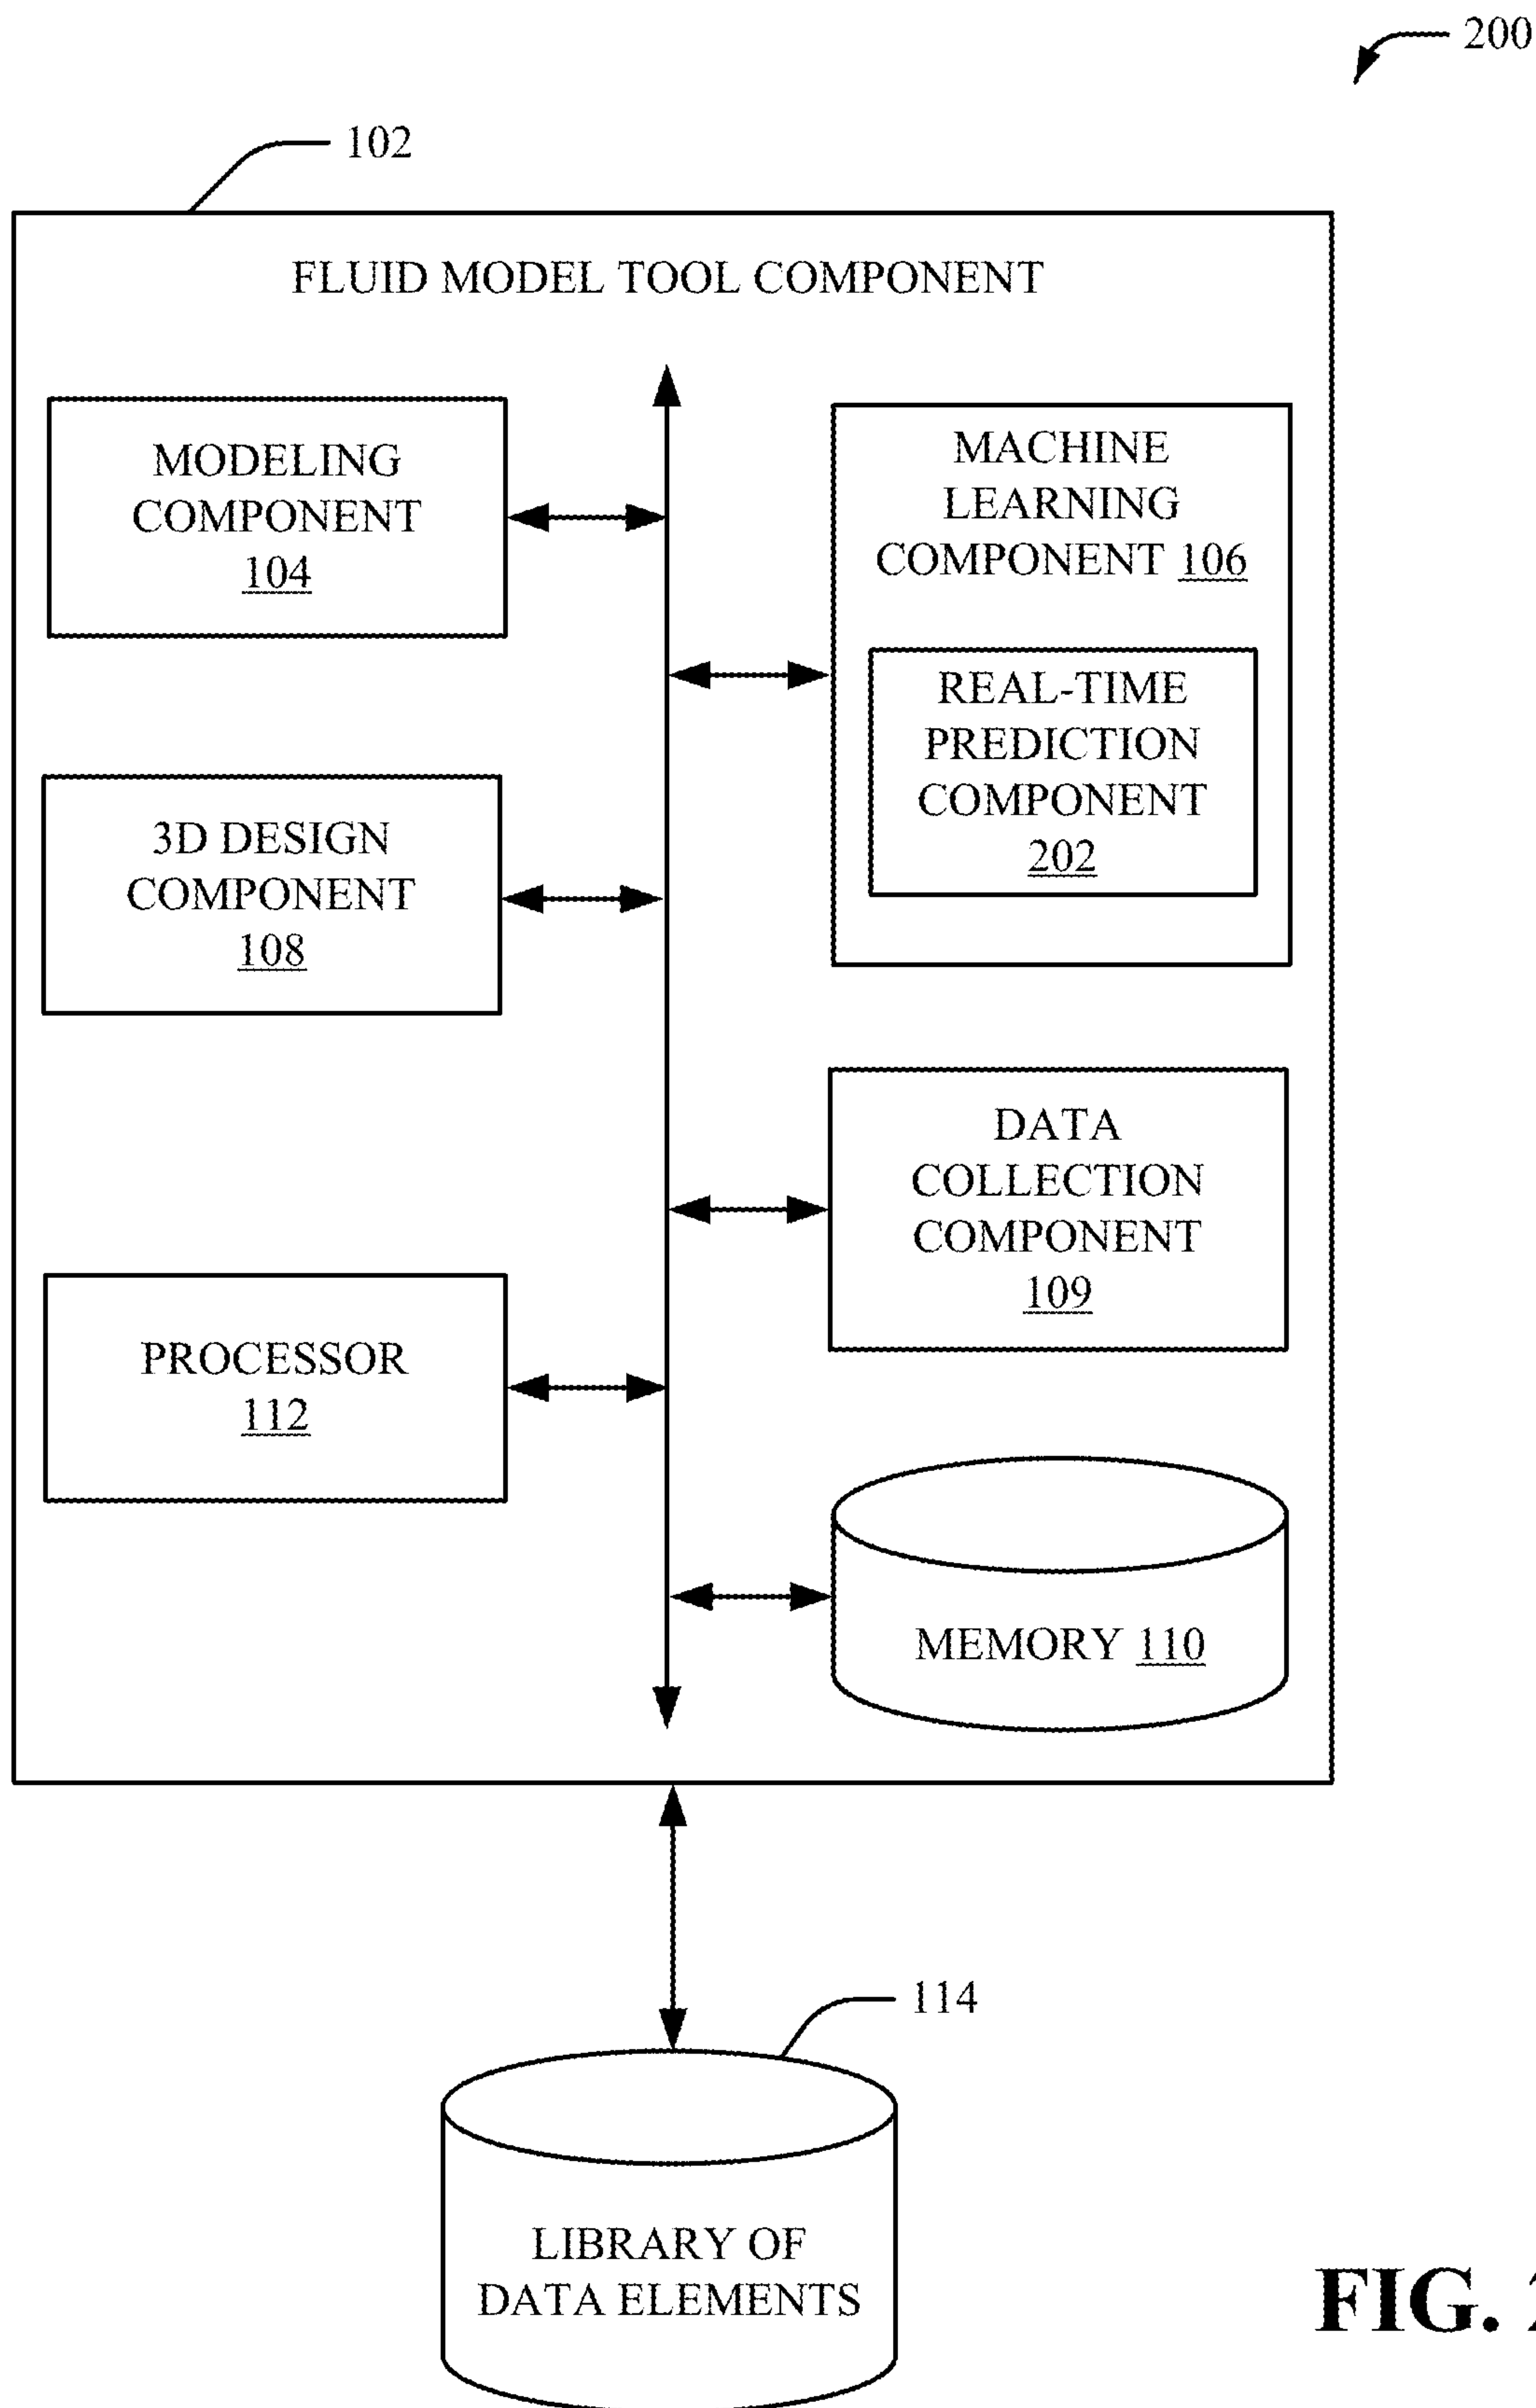 200
102
FLUID MODEL TOOL COMPONENT
MODELING
COMPONENT
104
MACHINE
LEARNING
COMPONENT 106
REAL-TIME
PREDICTION
COMPONENT
202
3D DESIGN
COMPONENT
108
DATA
COLLECTION
COMPONENT
109
PROCESSOR
112
MEMORY 110
114
LIBRARY OF
DATA ELEMENTS
FIG.